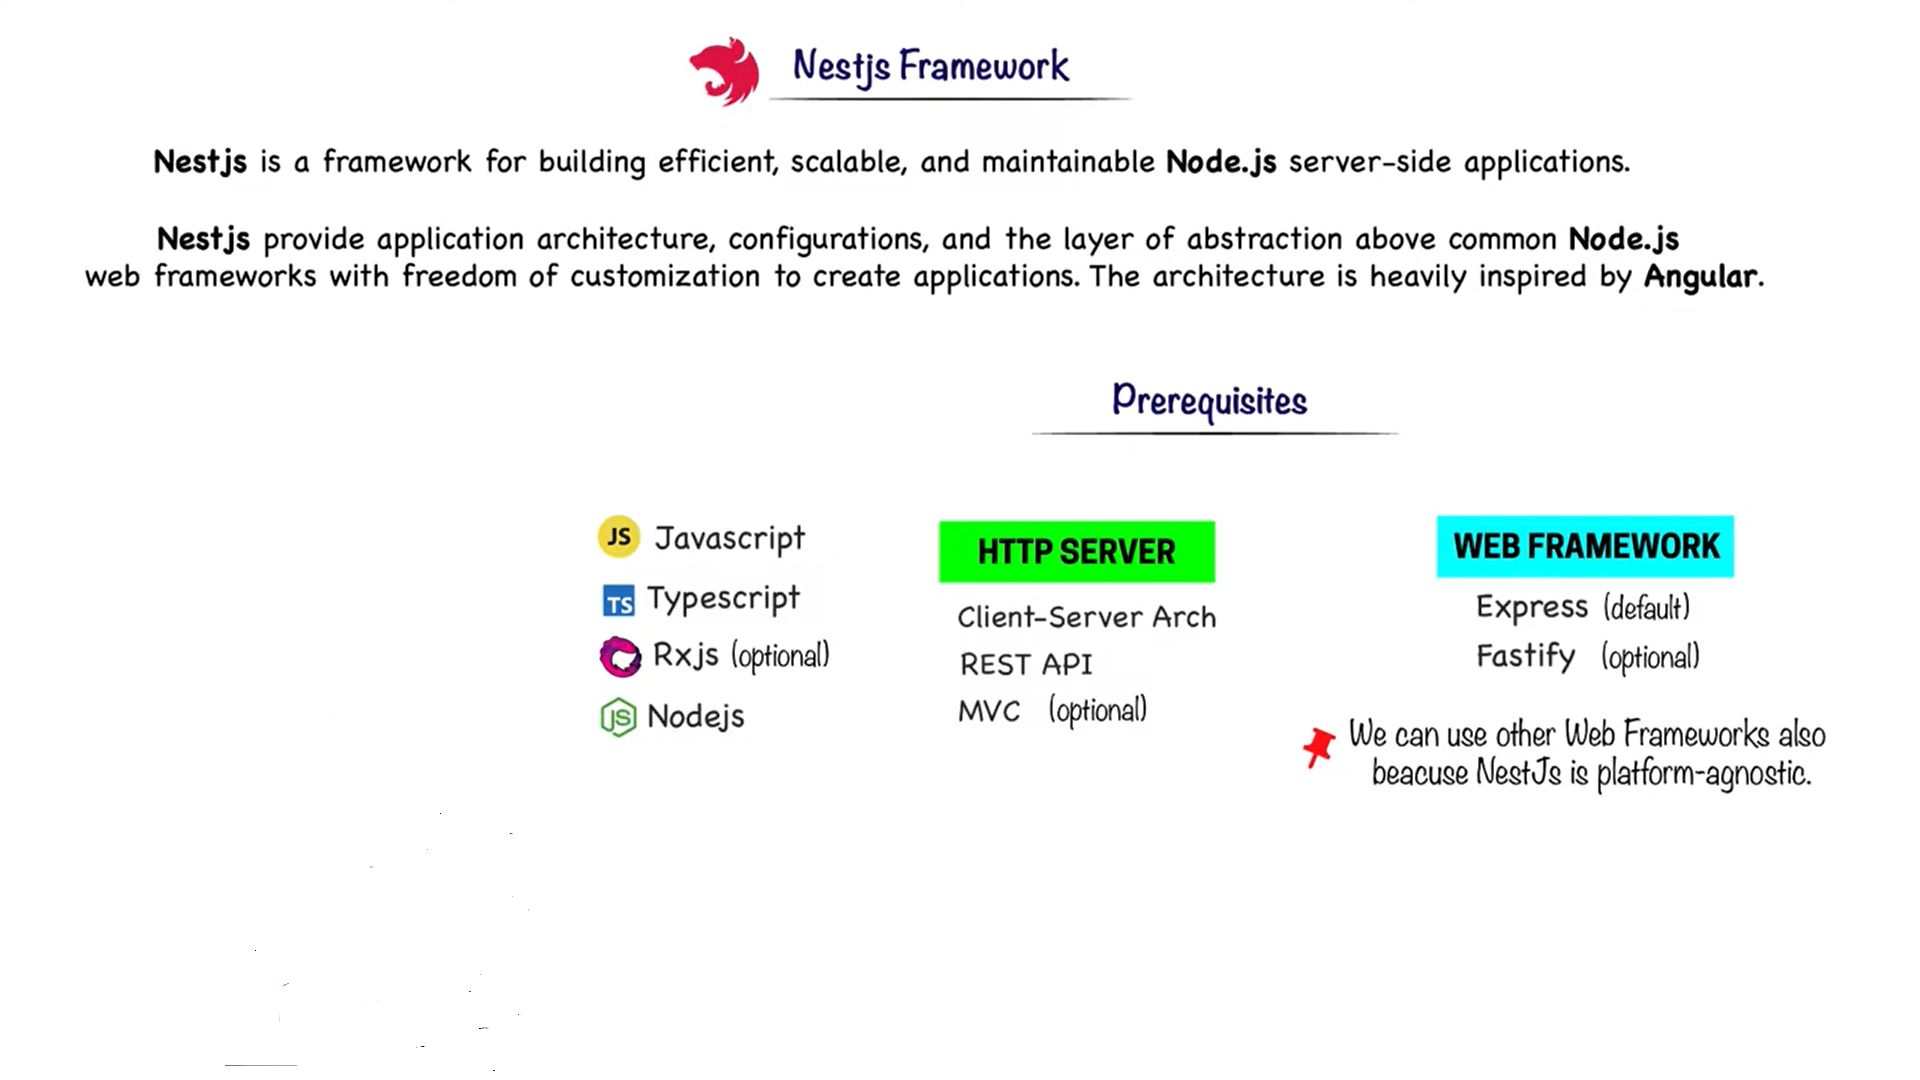 Nestjs Framework
Nestjs is a framework for building efficient, scalable, and maintainable Node.js server-side applications.
Nestjs provide application architecture, configurations, and the layer of abstraction above common Node.js
web frameworks with freedom of customization to create applications. The architecture is heavily inspired by Angular.
Prerequisites
JS Javascript
TS Typescript
Rxjs (optional)
JS Nodejs
HTTP SERVER
Client-Server Arch
REST API
MVC (optional)
WEB FRAMEWORK
Express (default)
Fastify (optional)
We can use other Web Frameworks also
beacuse NestJs is platform-agnostic.